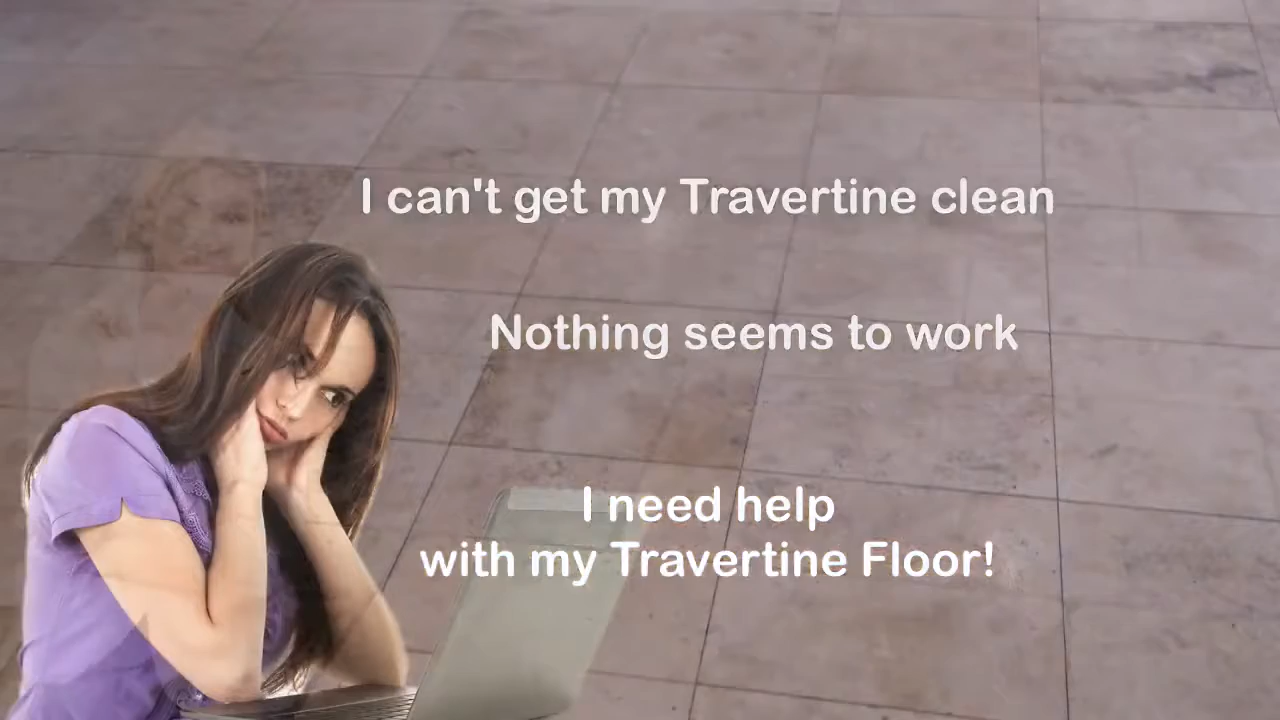 I can't get my Travertine clean
Nothing seems to work
I need help
with my Travertine Floor!